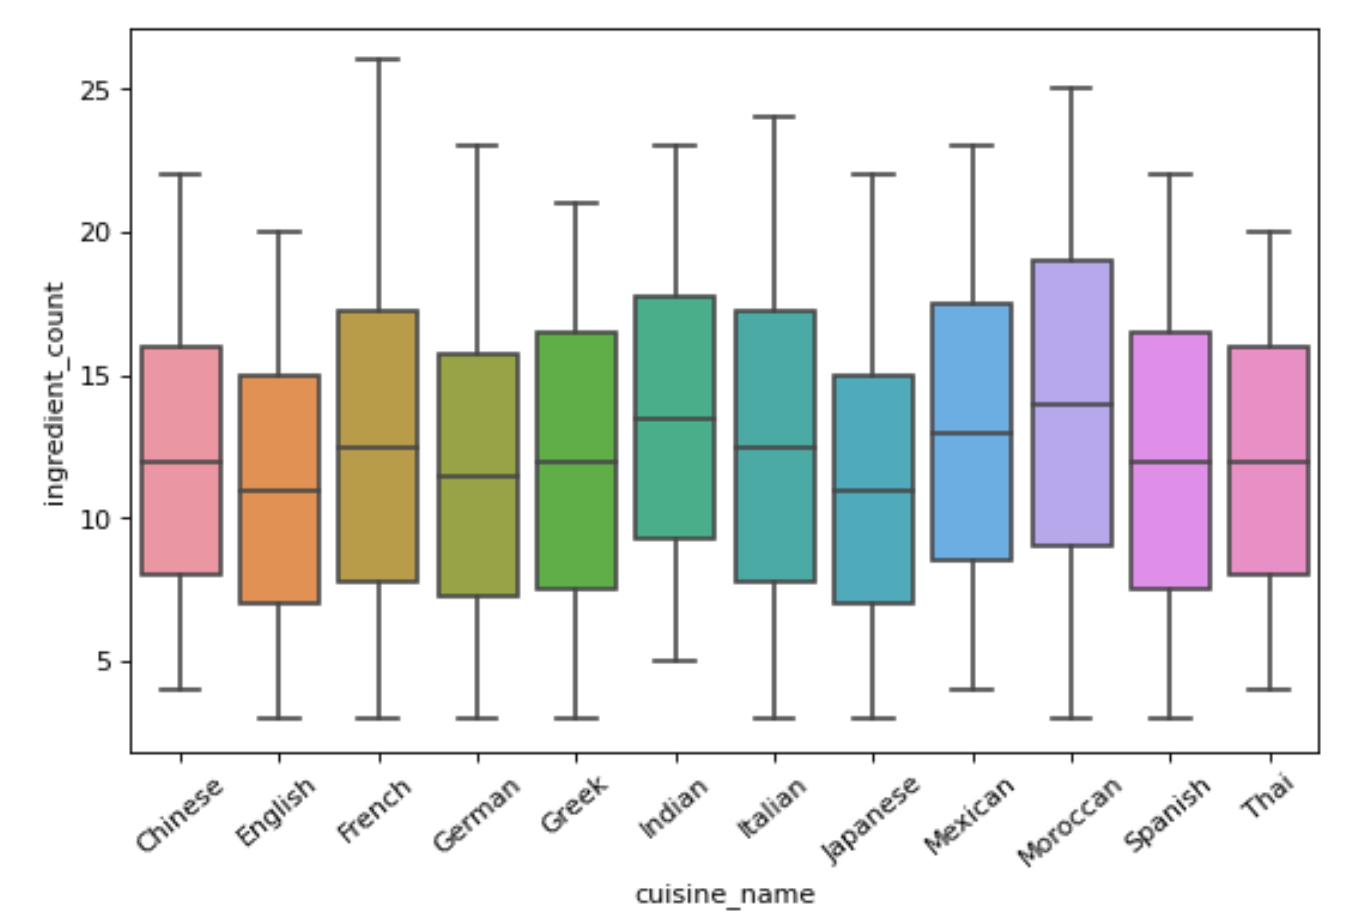 25
20
15
10
5
ingredient_count
Chinese
English
French
German
Greek
Indian
Italian
Japanese
Mexican
Moroccan
Spanish
Thai
cuisine_name